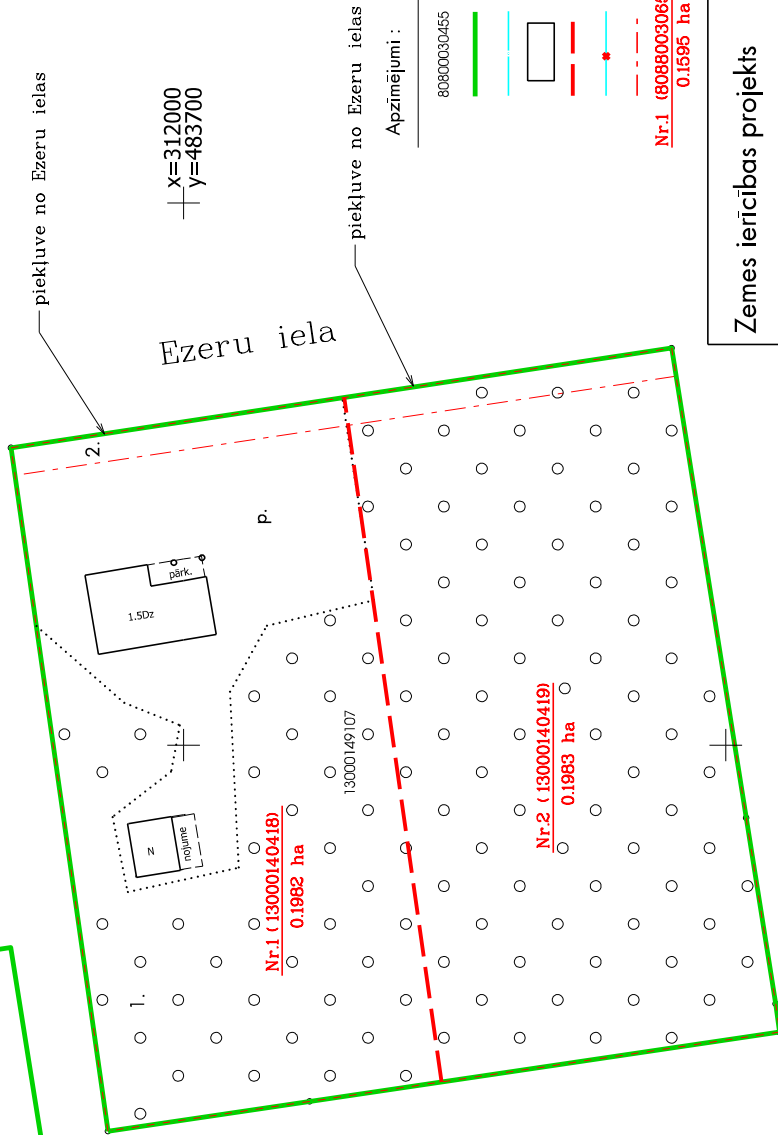 piekļuve no Ezeru ielas
x=312000
y=483700
piekļuve no Ezeru ielas
Apzīmējumi :
80800030455
Nr.1 (8088003065
0.1595 ha
Zemes ierīcības projekts
Ezeru iela
2.
p.
pārk.
1.5Dz
N
nojume
1.
13000149107
Nr.1 ( 13000140418)
0.1982 ha
Nr.2 ( 13000140419)
0.1983 ha